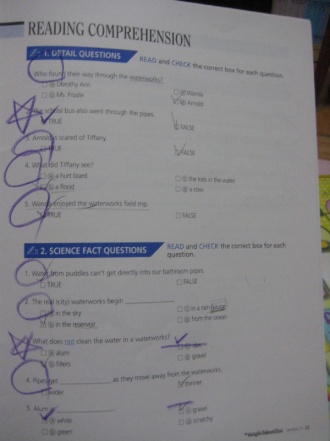 READING COMPREHENSION
1. DETAIL QUESTIONS
READ and CHECK the correct box for each question.
Who found their way through the waterworks?
Dorothy Ann
Wanda
Ms. Frizzle
Arnold
school bus also went through the pipes.
TRUE
FALSE
3. Arnold is scared of Tiffany.
TRUE
FALSE
4. What did Tiffany see?
a hurt lizard
the kids in the water
a flood
5. Wanda enjoyed the waterworks field trip.
TRUE
FALSE
2. SCIENCE FACT QUESTIONS
READ and CHECK the correct box for each question.
1. Water from puddles can't get directly into our bathroom pipes.
TRUE
FALSE
2. The real (city) waterworks begin
in the sky
in a rain
in the reservoir
from the ocean
3. What does not clean the water in a waterworks?
alum
filters
gravel
4. Pipes get as they move away from the waterworks.
wider
thinner
5. Alum is
white
gravel
green
scratchy